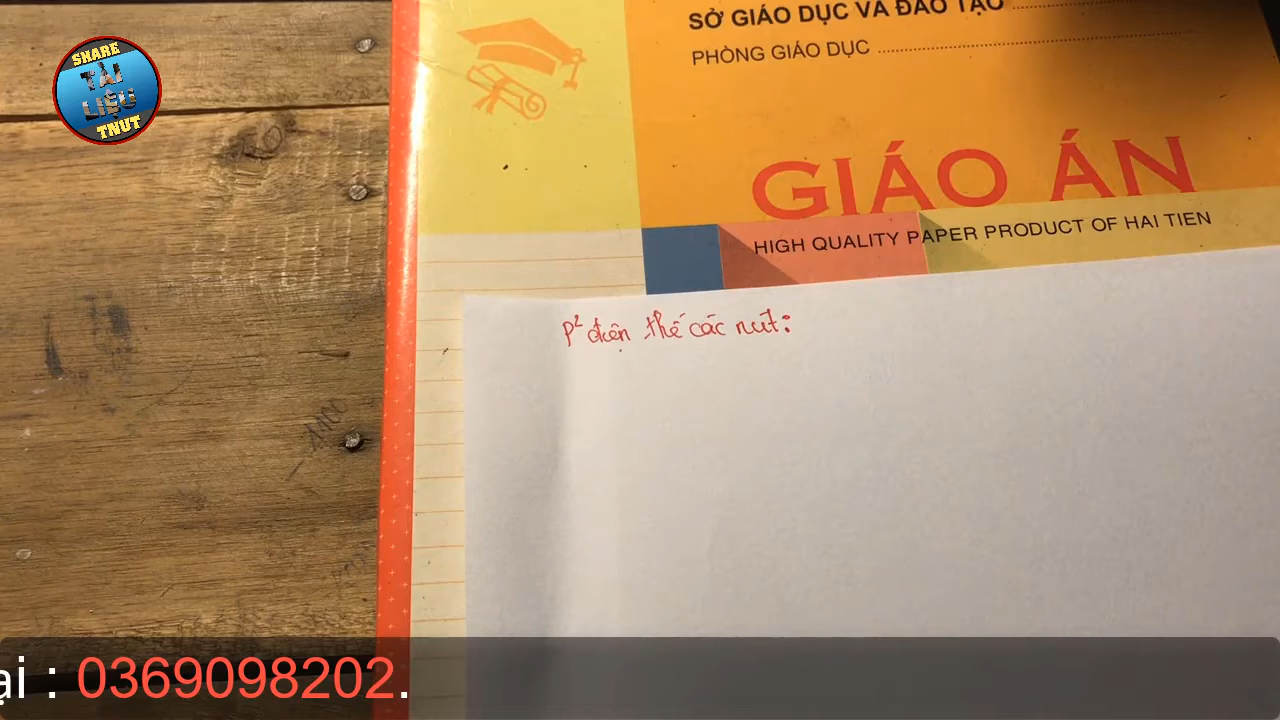 SHARE
TÀI
LIỆU
TNUT
SỞ GIÁO DỤC VÀ ĐÀO TẠO
PHÒNG GIÁO DỤC
GIÁO ÁN
HIGH QUALITY PAPER PRODUCT OF HAI TIEN
P² điện thế các nút:
ại : 0369098202.